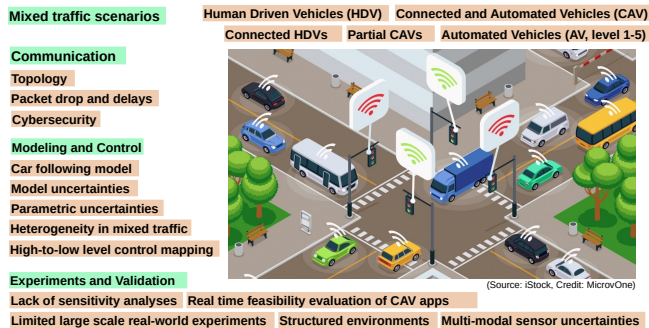 Mixed traffic scenarios
Human Driven Vehicles (HDV) Connected and Automated Vehicles (CAV)
Connected HDVs Partial CAVs Automated Vehicles (AV, level 1-5)
Communication
Topology
Packet drop and delays
Cybersecurity
Modeling and Control
Car following model
Model uncertainties
Parametric uncertainties
Heterogeneity in mixed traffic
High-to-low level control mapping
(Source: iStock, Credit: MicrovOne)
Experiments and Validation
Lack of sensitivity analyses Real time feasibility evaluation of CAV apps
Limited large scale real-world experiments Structured environments Multi-modal sensor uncertainties